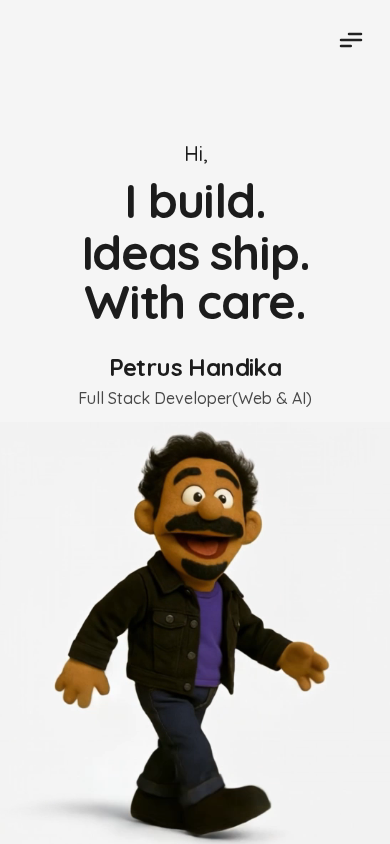 Hi,
I build.
Ideas ship.
With care.
Petrus Handika
Full Stack Developer(Web & AI)